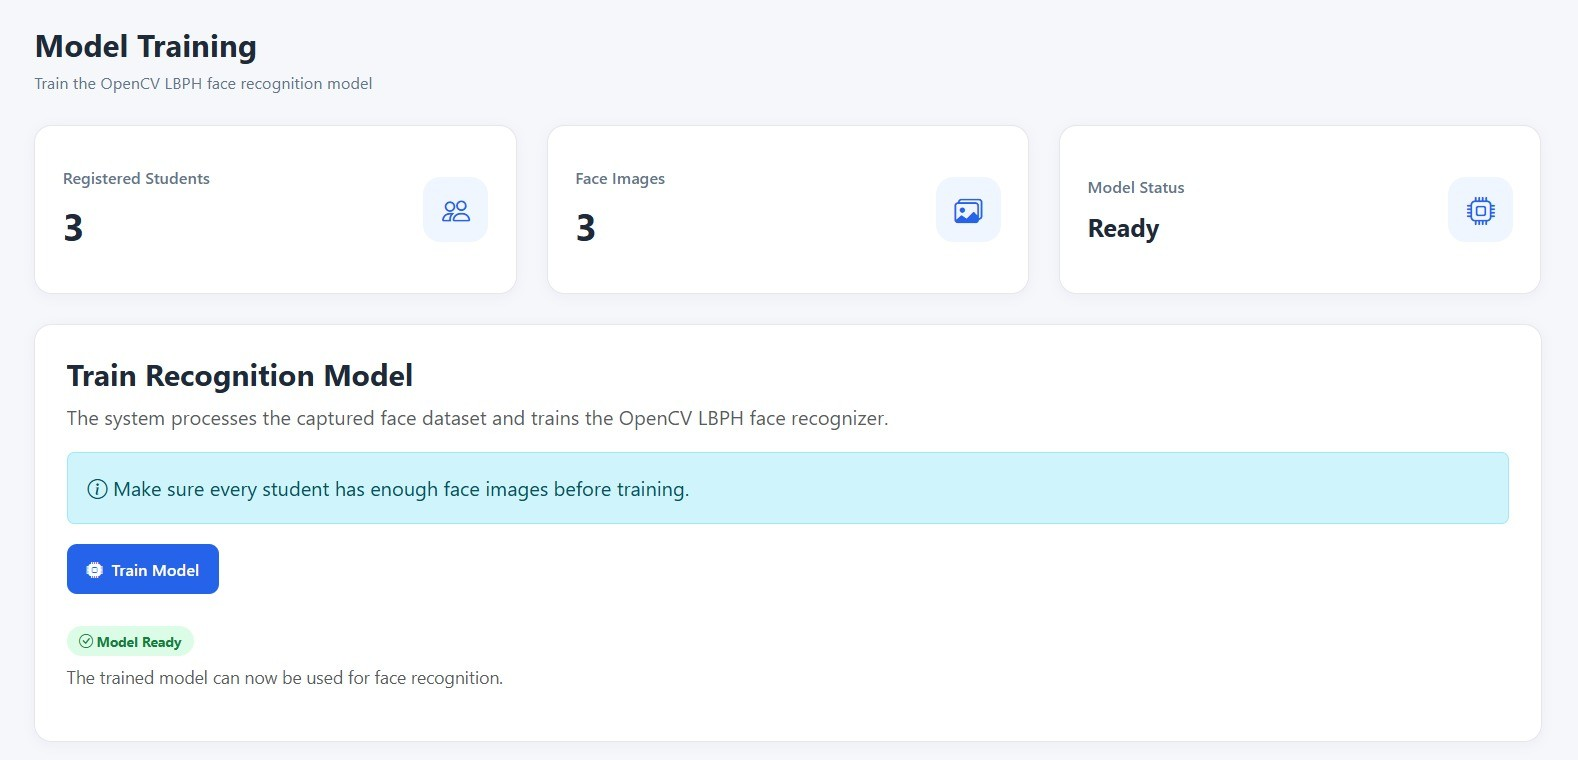 Model Training
Train the OpenCV LBPH face recognition model
Registered Students
3
Face Images
3
Model Status
Ready
Train Recognition Model
The system processes the captured face dataset and trains the OpenCV LBPH face recognizer.
Make sure every student has enough face images before training.
Train Model
Model Ready
The trained model can now be used for face recognition.